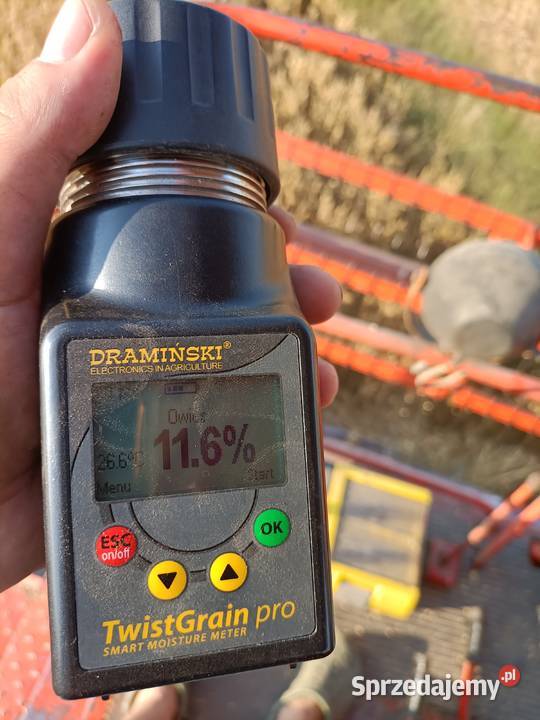 DRAMIŃSKI®
ELECTRONICS IN AGRICULTURE
Owies
26.6°C 11.6%
Menu Start
ESC
on/off
OK
TwistGrain pro
SMART MOISTURE METER
Sprzedajemy.pl